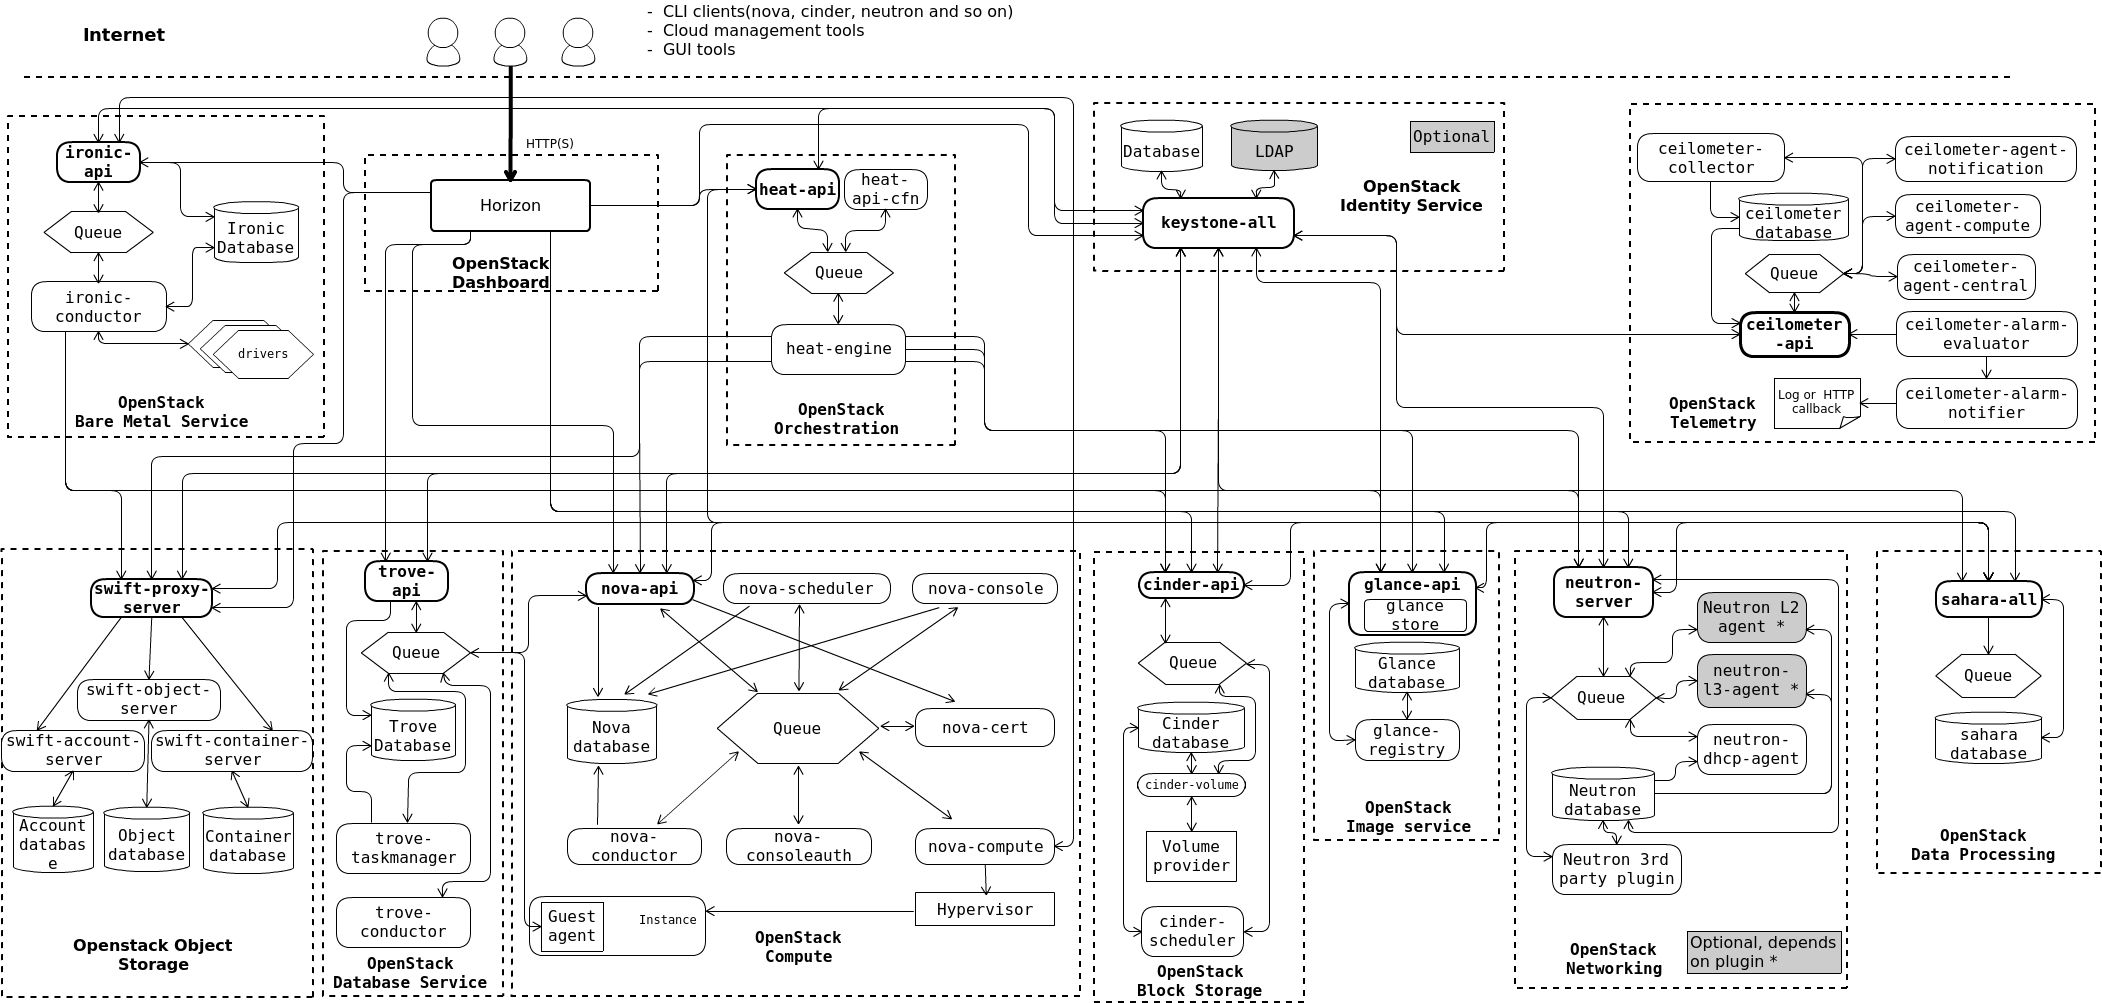 Internet
- CLI clients(nova, cinder, neutron and so on)
- Cloud management tools
- GUI tools
HTTP(S)
ironic-
api
Queue
Ironic
Database
ironic-
conductor
drivers
OpenStack
Bare Metal Service
Horizon
OpenStack
Dashboard
heat-api
heat-
api-cfn
Queue
heat-engine
OpenStack
Orchestration
Database
LDAP
Optional
OpenStack
Identity Service
keystone-all
ceilometer-
collector
ceilometer-agent-
notification
ceilometer
database
ceilometer-
agent-compute
Queue
ceilometer-
agent-central
ceilometer
-api
ceilometer-alarm-
evaluator
Log or HTTP
callback
ceilometer-alarm-
notifier
OpenStack
Telemetry
swift-proxy-
server
swift-object-
server
swift-account-
server
swift-container-
server
Account
databas
e
Object
database
Container
database
Openstack Object
Storage
trove-
api
Queue
Trove
Database
trove-
taskmanager
trove-
conductor
OpenStack
Database Service
nova-api
nova-scheduler
nova-console
Nova
database
Queue
nova-cert
nova-
conductor
nova-
consoleauth
nova-compute
Guest
agent
Instance
Hypervisor
OpenStack
Compute
cinder-api
Queue
Cinder
database
cinder-volume
Volume
provider
cinder-
scheduler
OpenStack
Block Storage
glance-api
glance
store
Glance
database
glance-
registry
OpenStack
Image service
neutron-
server
Neutron L2
agent *
neutron-
l3-agent *
Queue
neutron-
dhcp-agent
Neutron
database
Neutron 3rd
party plugin
OpenStack
Networking
Optional, depends
on plugin *
sahara-all
Queue
sahara
database
OpenStack
Data Processing